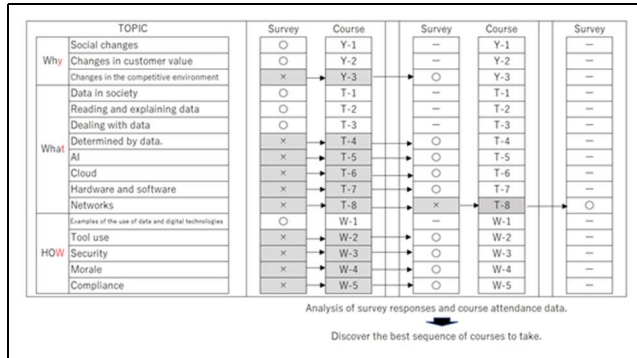 TOPIC Survey Course Survey Course Survey
Why
Social changes ○ Y-1 — Y-1 —
Changes in customer value ○ Y-2 — Y-2 —
Changes in the competitive environment × Y-3 ○ Y-3 —
What
Data in society ○ T-1 — T-1 —
Reading and explaining data ○ T-2 — T-2 —
Dealing with data ○ T-3 — T-3 —
Determined by data. × T-4 ○ T-4 —
AI × T-5 ○ T-5 —
Cloud × T-6 ○ T-6 —
Hardware and software × T-7 ○ T-7 —
Networks × T-8 × T-8 ○
HOW
Examples of the use of data and digital technologies ○ W-1 — W-1 —
Tool use × W-2 ○ W-2 —
Security × W-3 ○ W-3 —
Morale × W-4 ○ W-4 —
Compliance × W-5 ○ W-5 —
Analysis of survey responses and course attendance data.
Discover the best sequence of courses to take.